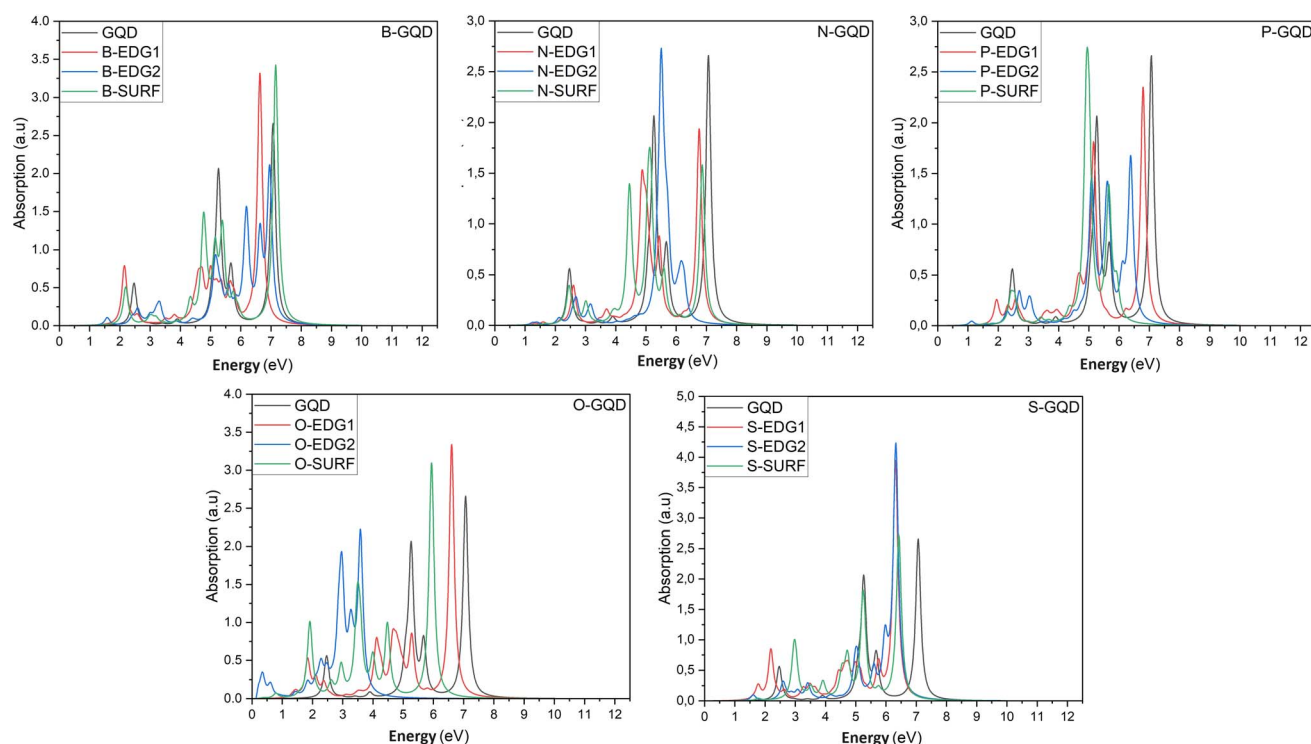 B-GQD
GQD
B-EDG1
B-EDG2
B-SURF
Absorption (a.u)
4.0
3.5
3.0
2.5
2.0
1.5
1.0
0.5
0.0
0 1 2 3 4 5 6 7 8 9 10 11 12
Energy (eV)
N-GQD
GQD
N-EDG1
N-EDG2
N-SURF
Absorption (a.u)
3,0
2,5
2,0
1,5
1,0
0,5
0,0
0 1 2 3 4 5 6 7 8 9 10 11 12
Energy (eV)
P-GQD
GQD
P-EDG1
P-EDG2
P-SURF
Absorption (a.u)
3,0
2,5
2,0
1,5
1,0
0,5
0,0
0 1 2 3 4 5 6 7 8 9 10 11 12
Energy (eV)
O-GQD
GQD
O-EDG1
O-EDG2
O-SURF
Absorption (a.u)
4.0
3.5
3.0
2.5
2.0
1.5
1.0
0.5
0.0
0 1 2 3 4 5 6 7 8 9 10 11 12
Energy (eV)
S-GQD
GQD
S-EDG1
S-EDG2
S-SURF
Absorption (a.u)
5,0
4,5
4,0
3,5
3,0
2,5
2,0
1,5
1,0
0,5
0,0
0 1 2 3 4 5 6 7 8 9 10 11 12
Energy (eV)